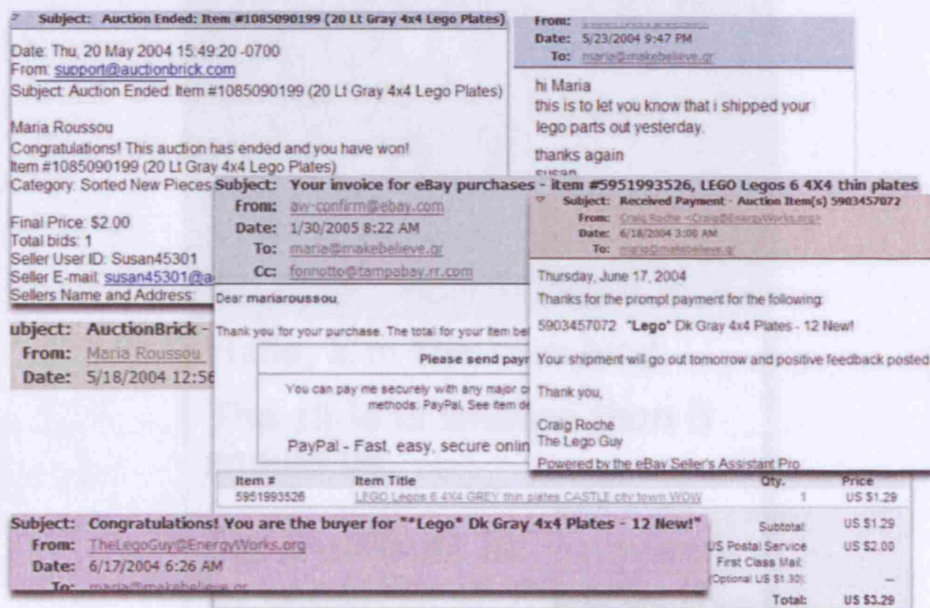 Subject: Auction Ended: Item #1085090199 (20 Lt Gray 4x4 Lego Plates)
Date: Thu, 20 May 2004 15:49:20 -0700
From: support@auctionbrick.com
Subject: Auction Ended: Item #1085090199 (20 Lt Gray 4x4 Lego Plates)
Maria Roussou
Congratulations! This auction has ended and you have won!
Item #1085090199 (20 Lt Gray 4x4 Lego Plates)
Category: Sorted New Pieces
Final Price: $2.00
Total bids: 1
Seller User ID: Susan45301
Seller E-mail: susan45301@a
Sellers Name and Address:
From:
Date: 5/23/2004 9:47 PM
To: maria@makebelieve.gr
hi Maria
this is to let you know that i shipped your
lego parts out yesterday.
thanks again
susan
Subject: Your invoice for eBay purchases - item #5951993526, LEGO Legos 6 4X4 thin plates
From: aw-confirm@ebay.com
Date: 1/30/2005 8:22 AM
To: maria@makebelieve.gr
Cc: fonnotto@tampabay.rr.com
Dear mariaroussou,
Thank you for your purchase. The total for your item bel
Please send payr
You can pay me securely with any major cr
methods: PayPal, See item de
PayPal - Fast, easy, secure onlin
Item # Item Title Qty. Price
5951993526 LEGO Legos 6 4X4 GREY thin plates CASTLE city town WOW 1 US $1.29
Subtotal: US $1.29
US Postal Service US $2.00
First Class Mail:
(Optional US $1.30): --
Total: US $3.29
Subject: Received Payment - Auction Item(s) 5903457072
From: Craig Roche <Craig@EnergyWorks.org>
Date: 6/18/2004 3:00 AM
To: maria@makebelieve.gr
Thursday, June 17, 2004
Thanks for the prompt payment for the following:
5903457072 *Lego* Dk Gray 4x4 Plates - 12 New!
Your shipment will go out tomorrow and positive feedback posted
Thank you,
Craig Roche
The Lego Guy
Powered by the eBay Seller's Assistant Pro
ubject: AuctionBrick -
From: Maria Roussou
Date: 5/18/2004 12:56
Subject: Congratulations! You are the buyer for "*Lego* Dk Gray 4x4 Plates - 12 New!"
From: TheLegoGuy@EnergyWorks.org
Date: 6/17/2004 6:26 AM
To: maria@makebelieve.gr